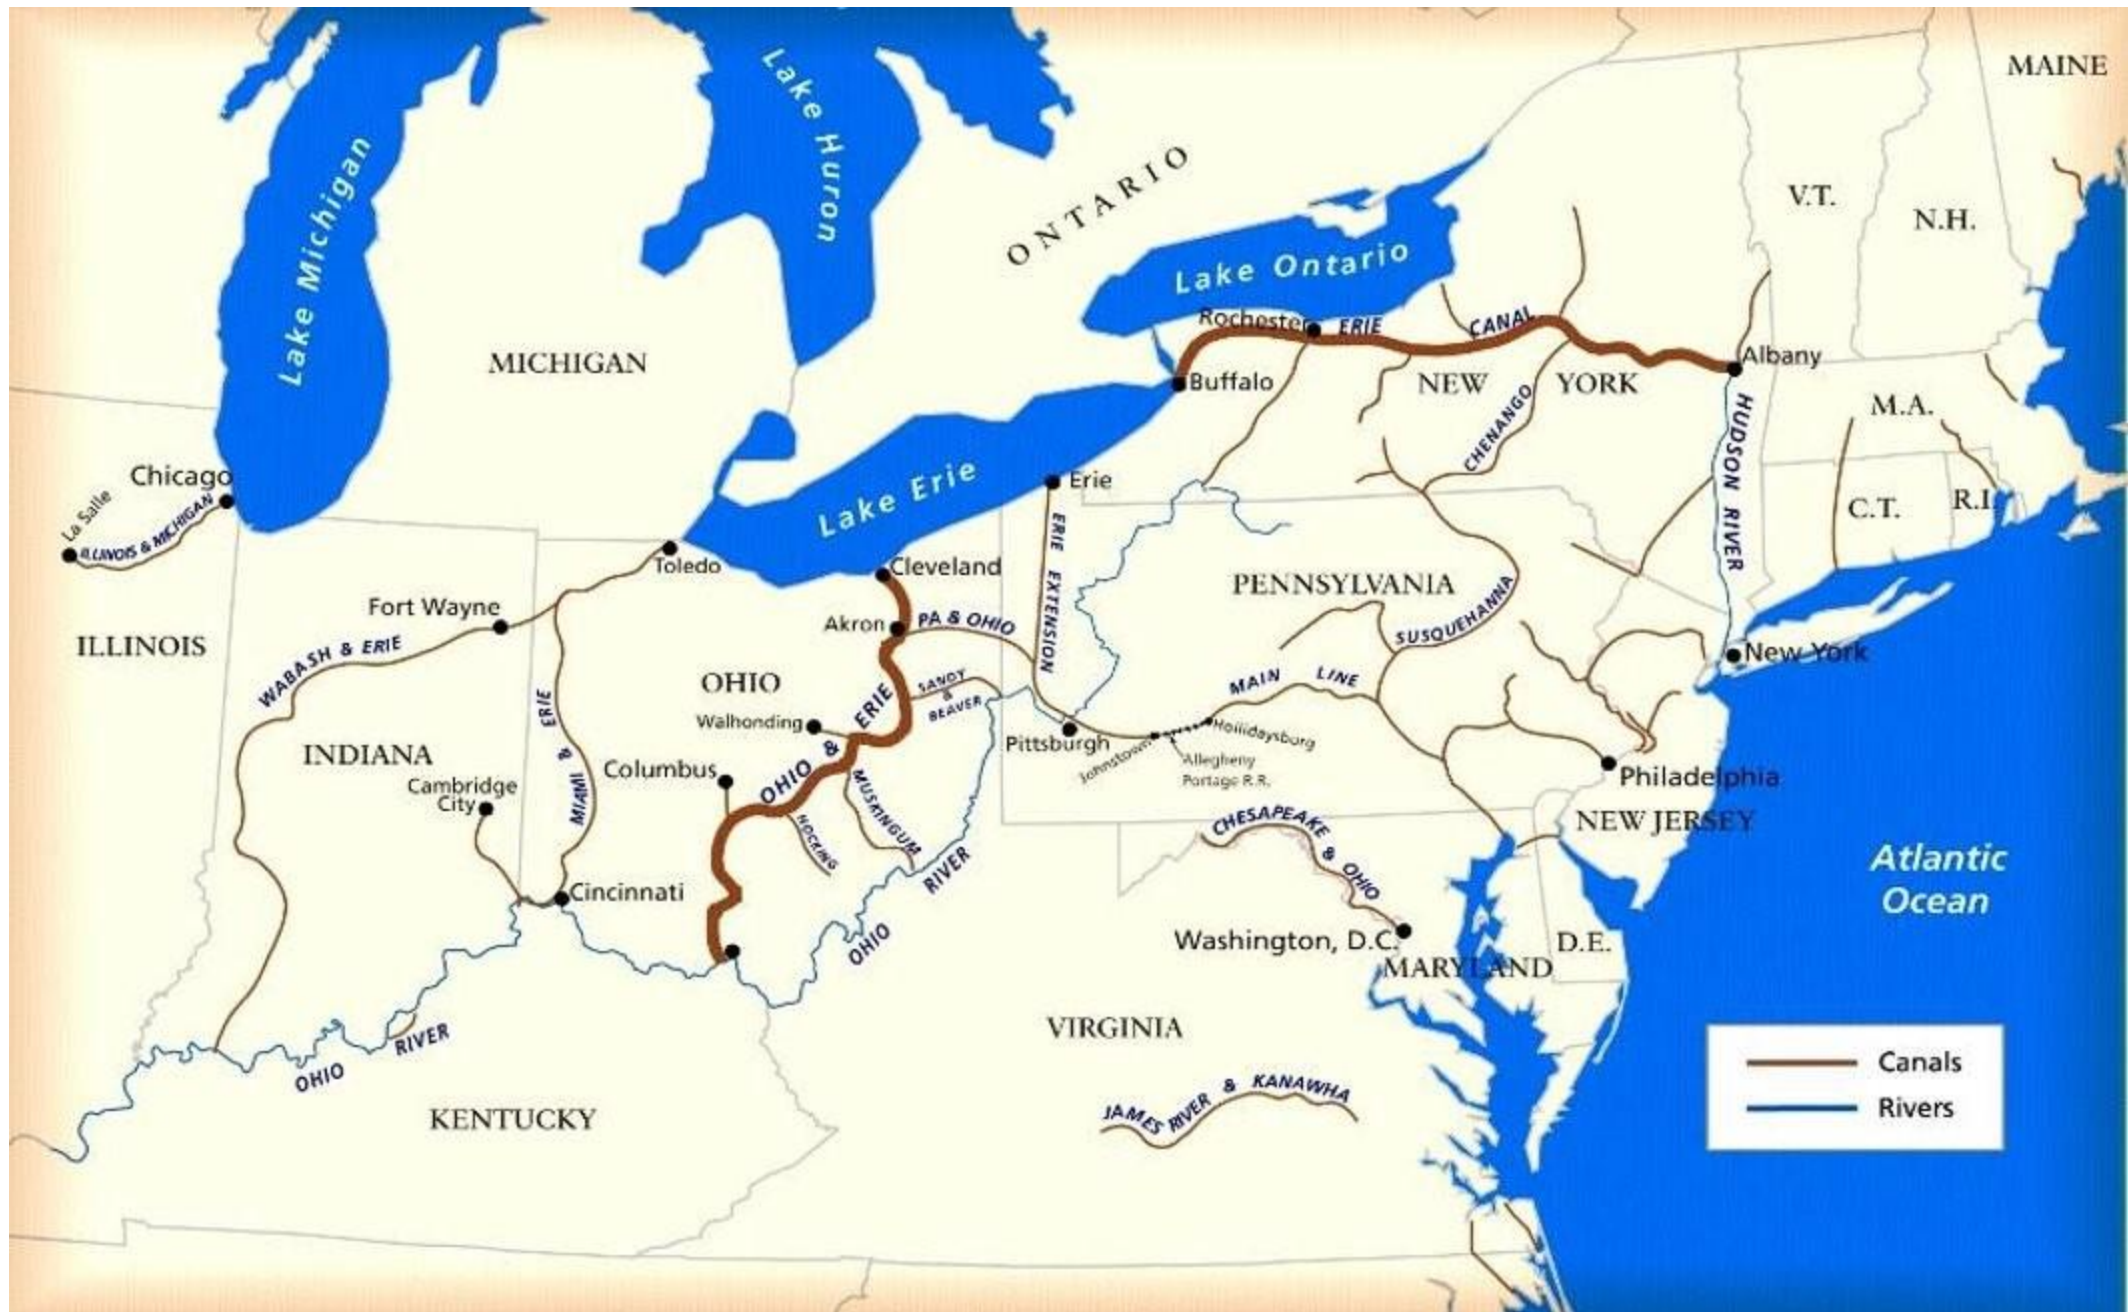 MAINE
Lake Huron
Lake Michigan
ONTARIO
V.T.
N.H.
Lake Ontario
Rochester
ERIE
CANAL
Albany
MICHIGAN
Buffalo
NEW YORK
CHENANGO
HUDSON RIVER
M.A.
Chicago
La Salle
ILLINOIS & MICHIGAN
Lake Erie
Erie
C.T.
R.I.
ERIE EXTENSION
Toledo
Cleveland
PENNSYLVANIA
Fort Wayne
Akron
PA & OHIO
SUSQUEHANNA
ILLINOIS
WABASH & ERIE
New York
OHIO
SANDY
&
BEAVER
MAIN LINE
MIAMI & ERIE
OHIO & ERIE
Walhonding
INDIANA
Pittsburgh
Johnstown
Hollidaysburg
Allegheny
Portage R.R.
Columbus
Cambridge
City
MUSKINGUM
HOCKING
Philadelphia
NEW JERSEY
CHESAPEAKE & OHIO
Cincinnati
OHIO RIVER
Atlantic
Ocean
Washington, D.C.
D.E.
MARYLAND
VIRGINIA
OHIO RIVER
KENTUCKY
JAMES RIVER & KANAWHA
Canals
Rivers